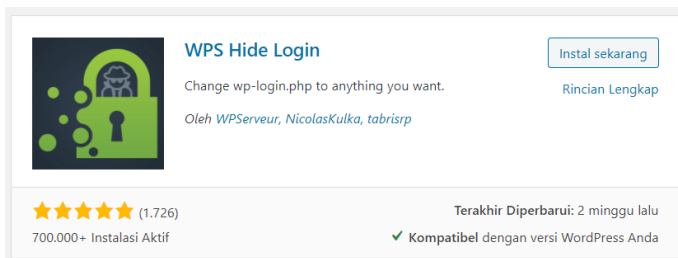 WPS Hide Login
Instal sekarang
Change wp-login.php to anything you want.
Rincian Lengkap
Oleh WPServeur, NicolasKulka, tabrisrp
(1.726)
Terakhir Diperbarui: 2 minggu lalu
700.000+ Instalasi Aktif
Kompatibel dengan versi WordPress Anda